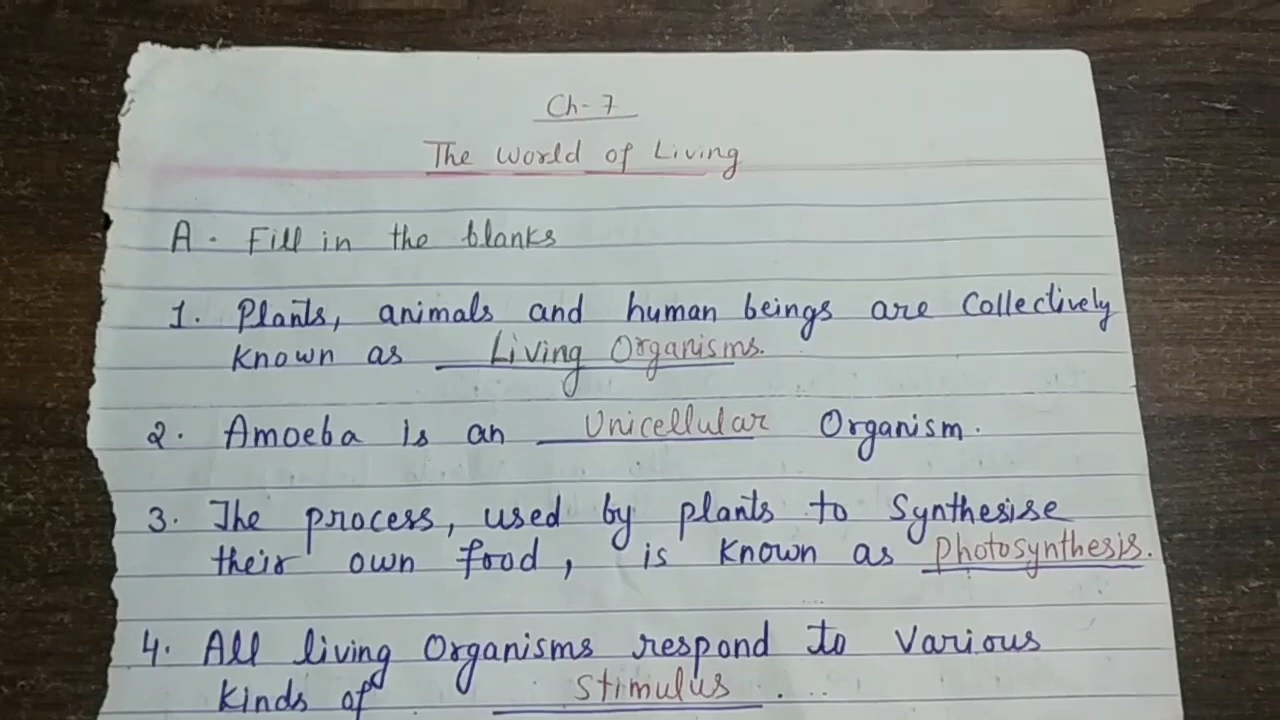 Ch-7
The World of Living
A. Fill in the blanks
1. Plants, animals and human beings are Collectively
known as Living Organisms.
2. Amoeba is an Unicellular Organism.
3. The process, used by plants to Synthesise
their own food, is known as Photosynthesis.
4. All living Organisms respond to Various
Kinds of Stimulus.